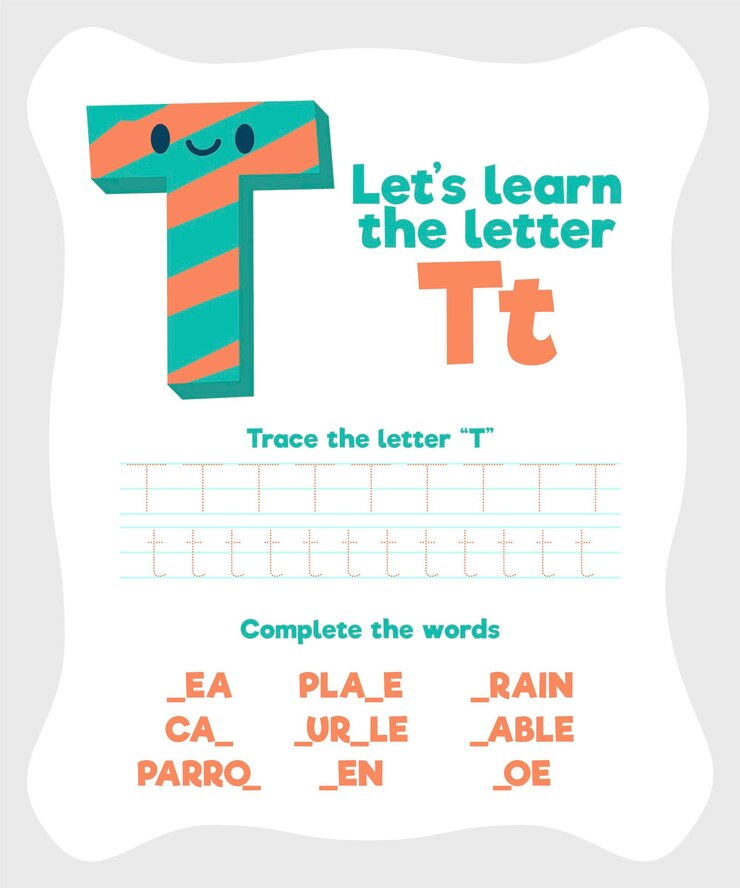 T
Let's learn
the letter
Tt
Trace the letter “T”
T T T T T T T T T
t t t t t t t t t t t t
Complete the words
_EA PLA_E _RAIN
CA_ _UR_LE _ABLE
PARRO_ _EN _OE